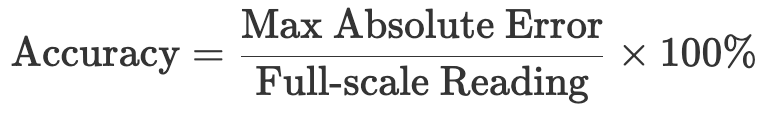 Accuracy = Max Absolute Error / Full-scale Reading × 100%